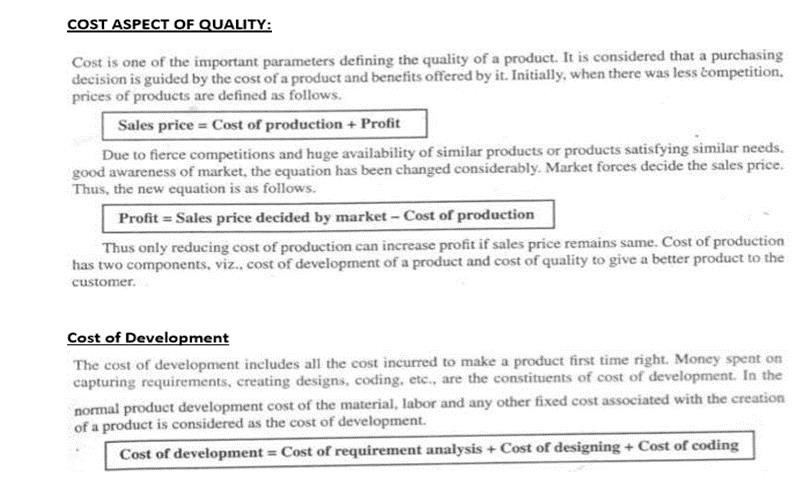 COST ASPECT OF QUALITY:
Cost is one of the important parameters defining the quality of a product. It is considered that a purchasing
decision is guided by the cost of a product and benefits offered by it. Initially, when there was less competition,
prices of products are defined as follows.
Sales price = Cost of production + Profit
Due to fierce competitions and huge availability of similar products or products satisfying similar needs,
good awareness of market, the equation has been changed considerably. Market forces decide the sales price.
Thus, the new equation is as follows.
Profit = Sales price decided by market – Cost of production
Thus only reducing cost of production can increase profit if sales price remains same. Cost of production
has two components, viz., cost of development of a product and cost of quality to give a better product to the
customer.
Cost of Development
The cost of development includes all the cost incurred to make a product first time right. Money spent on
capturing requirements, creating designs, coding, etc., are the constituents of cost of development. In the
normal product development cost of the material, labor and any other fixed cost associated with the creation
of a product is considered as the cost of development.
Cost of development = Cost of requirement analysis + Cost of designing + Cost of coding